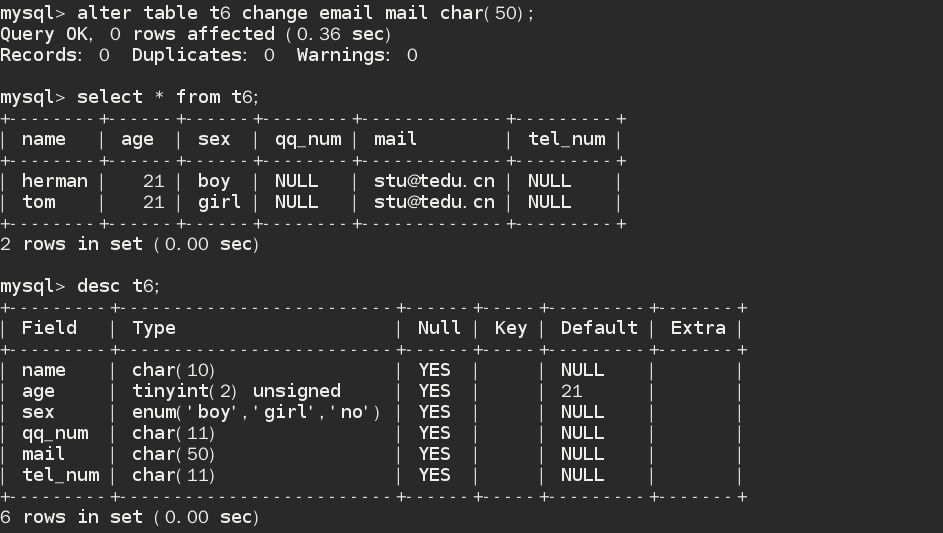 mysql> alter table t6 change email mail char(50);
Query OK, 0 rows affected (0.36 sec)
Records: 0  Duplicates: 0  Warnings: 0
mysql> select * from t6;
+--------+------+------+--------+-------------+---------+
| name   | age  | sex  | qq_num | mail        | tel_num |
+--------+------+------+--------+-------------+---------+
| herman |   21 | boy  | NULL   | stu@tedu.cn | NULL    |
| tom    |   21 | girl | NULL   | stu@tedu.cn | NULL    |
+--------+------+------+--------+-------------+---------+
2 rows in set (0.00 sec)
mysql> desc t6;
+---------+-------------------------+------+-----+---------+-------+
| Field   | Type                    | Null | Key | Default | Extra |
+---------+-------------------------+------+-----+---------+-------+
| name    | char(10)                | YES  |     | NULL    |       |
| age     | tinyint(2) unsigned     | YES  |     | 21      |       |
| sex     | enum('boy','girl','no') | YES  |     | NULL    |       |
| qq_num  | char(11)                | YES  |     | NULL    |       |
| mail    | char(50)                | YES  |     | NULL    |       |
| tel_num | char(11)                | YES  |     | NULL    |       |
+---------+-------------------------+------+-----+---------+-------+
6 rows in set (0.00 sec)